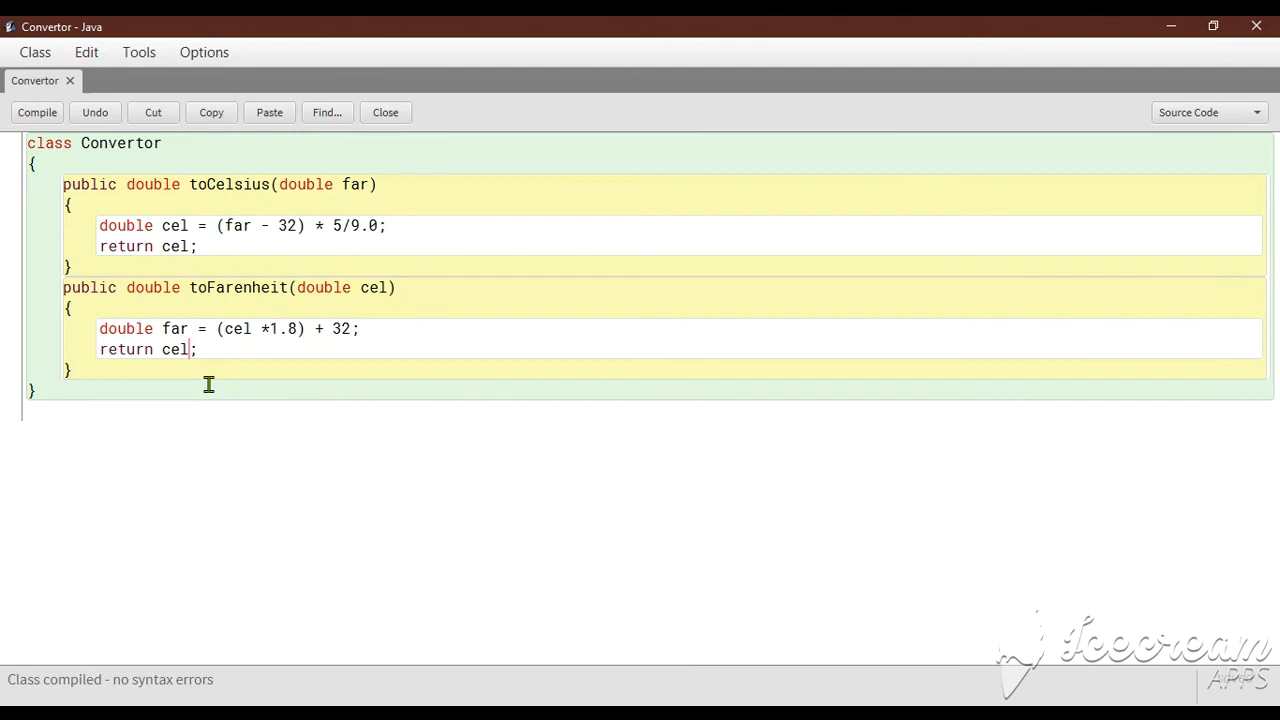 Convertor - Java
Class Edit Tools Options
Convertor
Compile Undo Cut Copy Paste Find... Close Source Code
class Convertor
{
public double toCelsius(double far)
{
double cel = (far - 32) * 5/9.0;
return cel;
}
public double toFarenheit(double cel)
{
double far = (cel *1.8) + 32;
return cel;
}
}
Icecream
APPS
Class compiled - no syntax errors